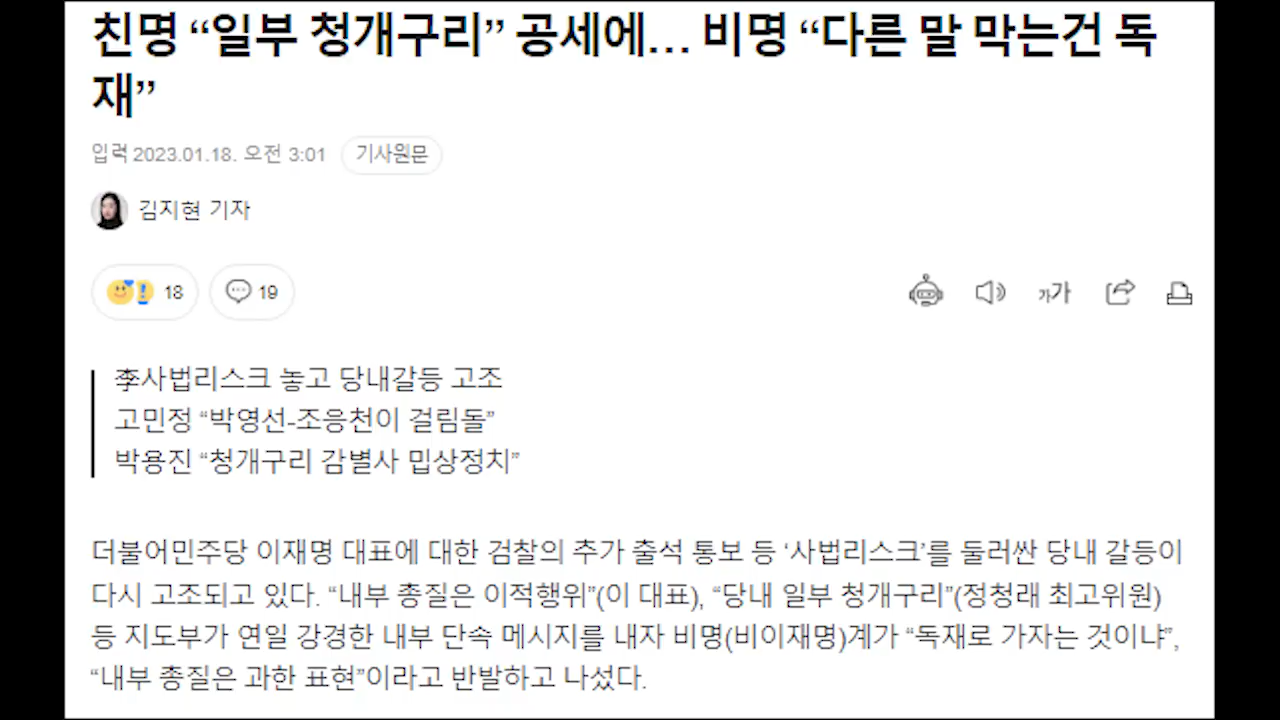 친명 “일부 청개구리” 공세에… 비명 “다른 말 막는건 독
재”
입력 2023.01.18. 오전 3:01 기사원문
김지현 기자
18 19 가가
李사법리스크 놓고 당내갈등 고조
고민정 “박영선-조응천이 걸림돌”
박용진 “청개구리 감별사 밉상정치”
더불어민주당 이재명 대표에 대한 검찰의 추가 출석 통보 등 ‘사법리스크’를 둘러싼 당내 갈등이
다시 고조되고 있다. “내부 총질은 이적행위”(이 대표), “당내 일부 청개구리”(정청래 최고위원)
등 지도부가 연일 강경한 내부 단속 메시지를 내자 비명(비이재명)계가 “독재로 가자는 것이냐”,
“내부 총질은 과한 표현”이라고 반발하고 나섰다.